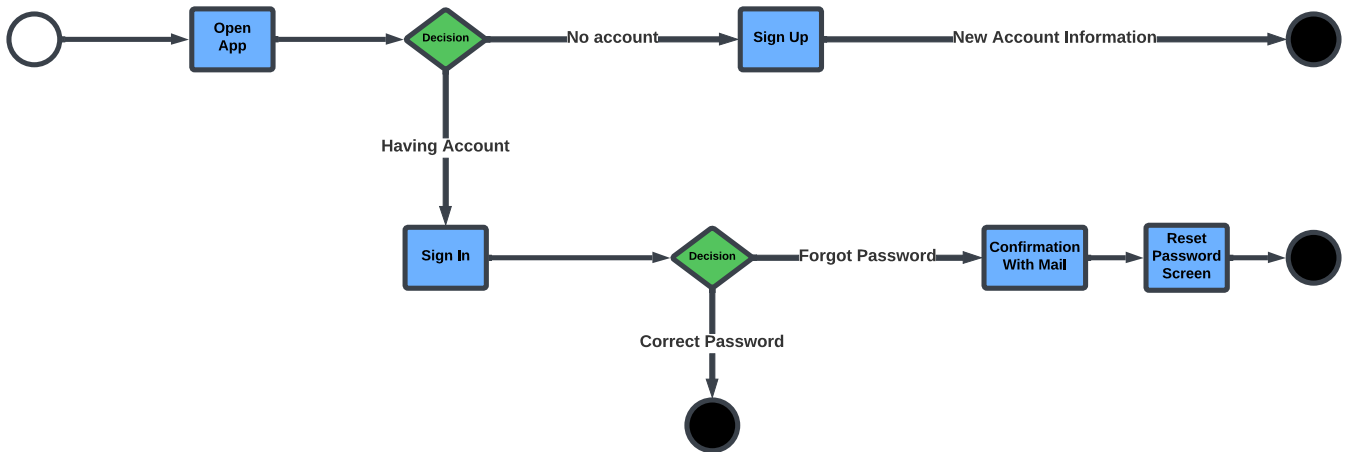 Open
App
Decision
No account
Sign Up
New Account Information
Having Account
Sign In
Decision
Forgot Password
Confirmation
With Mail
Reset
Password
Screen
Correct Password